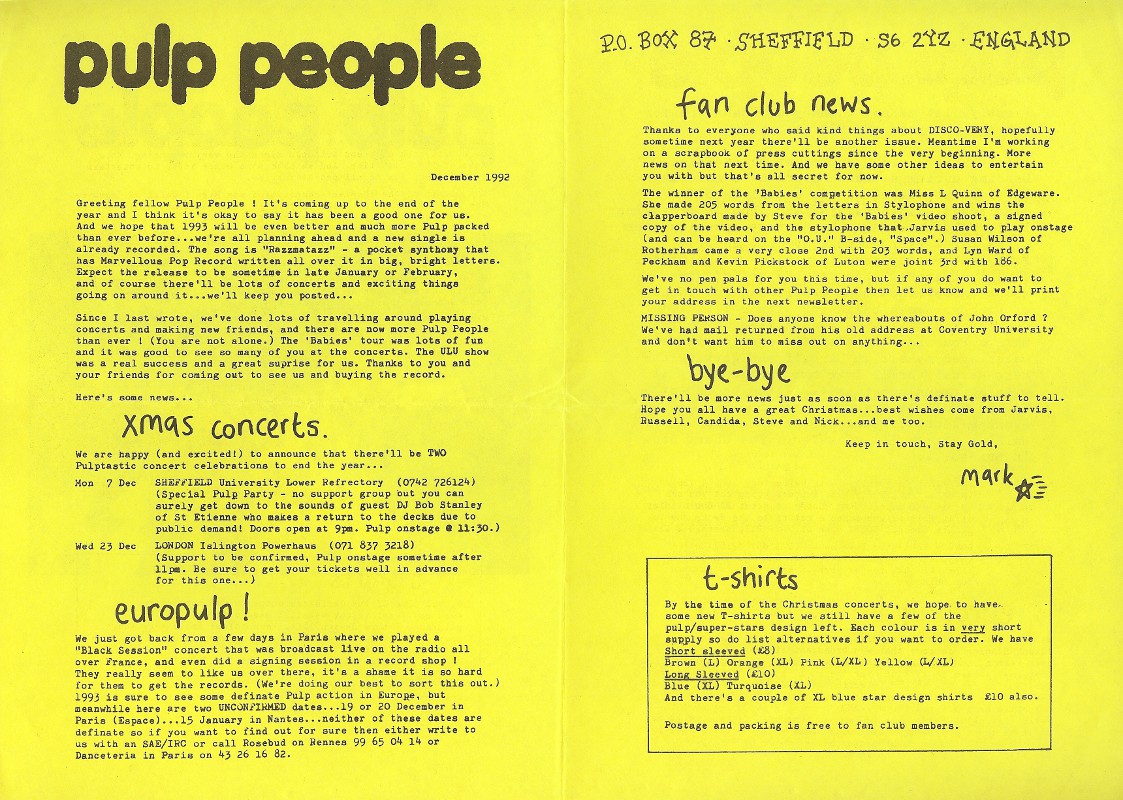 pulp people
December 1992
Greeting fellow Pulp People ! It's coming up to the end of the
year and I think it's okay to say it has been a good one for us.
And we hope that 1993 will be even better and much more Pulp packed
than ever before...we're all planning ahead and a new single is
already recorded. The song is "Razzmatazz" - a pocket synthony that
has Marvellous Pop Record written all over it in big, bright letters.
Expect the release to be sometime in late January or February,
and of course there'll be lots of concerts and exciting things
going on around it...we'll keep you posted...
Since I last wrote, we've done lots of travelling around playing
concerts and making new friends, and there are now more Pulp People
than ever ! (You are not alone.) The 'Babies' tour was lots of fun
and it was good to see so many of you at the concerts. The ULU show
was a real success and a great suprise for us. Thanks to you and
your friends for coming out to see us and buying the record.
Here's some news...
xmas concerts.
We are happy (and excited!) to announce that there'll be TWO
Pulptastic concert celebrations to end the year...
Mon 7 Dec SHEFFIELD University Lower Refrectory (0742 726124)
(Special Pulp Party - no support group but you can
surely get down to the sounds of guest DJ Bob Stanley
of St Etienne who makes a return to the decks due to
public demand! Doors open at 9pm. Pulp onstage @ 11:30.)
Wed 23 Dec LONDON Islington Powerhaus (071 837 3218)
(Support to be confirmed, Pulp onstage sometime after
11pm. Be sure to get your tickets well in advance
for this one...)
europulp !
We just got back from a few days in Paris where we played a
"Black Session" concert that was broadcast live on the radio all
over France, and even did a signing session in a record shop !
They really seem to like us over there, it's a shame it is so hard
for them to get the records. (We're doing our best to sort this out.)
1993 is sure to see some definate Pulp action in Europe, but
meanwhile here are two UNCONFIRMED dates...19 or 20 December in
Paris (Espace)...15 January in Nantes...neither of these dates are
definate so if you want to find out for sure then either write to
us with an SAE/IRC or call Rosebud on Rennes 99 65 04 14 or
Danceteria in Paris on 43 26 16 82.
P.O. BOX 87 · SHEFFIELD · S6 2YZ · ENGLAND
fan club news.
Thanks to everyone who said kind things about DISCO-VERY, hopefully
sometime next year there'll be another issue. Meantime I'm working
on a scrapbook of press cuttings since the very beginning. More
news on that next time. And we have some other ideas to entertain
you with but that's all secret for now.
The winner of the 'Babies' competition was Miss L Quinn of Edgeware.
She made 205 words from the letters in Stylophone and wins the
clapperboard made by Steve for the 'Babies' video shoot, a signed
copy of the video, and the stylophone that Jarvis used to play onstage
(and can be heard on the "O.U." B-side, "Space".) Susan Wilson of
Rotherham came a very close 2nd with 203 words, and Lyn Ward of
Peckham and Kevin Pickstock of Luton were joint 3rd with 186.
We've no pen pals for you this time, but if any of you do want to
get in touch with other Pulp People then let us know and we'll print
your address in the next newsletter.
MISSING PERSON - Does anyone know the whereabouts of John Orford ?
We've had mail returned from his old address at Coventry University
and don't want him to miss out on anything...
bye-bye
There'll be more news just as soon as there's definate stuff to tell.
Hope you all have a great Christmas...best wishes come from Jarvis,
Russell, Candida, Steve and Nick...and me too.
Keep in touch, Stay Gold,
mark
t-shirts
By the time of the Christmas concerts, we hope to have
some new T-shirts but we still have a few of the
pulp/super-stars design left. Each colour is in very short
supply so do list alternatives if you want to order. We have
Short sleeved (£8)
Brown (L) Orange (XL) Pink (L/XL) Yellow (L/XL)
Long Sleeved (£10)
Blue (XL) Turquoise (XL)
And there's a couple of XL blue star design shirts £10 also.
Postage and packing is free to fan club members.